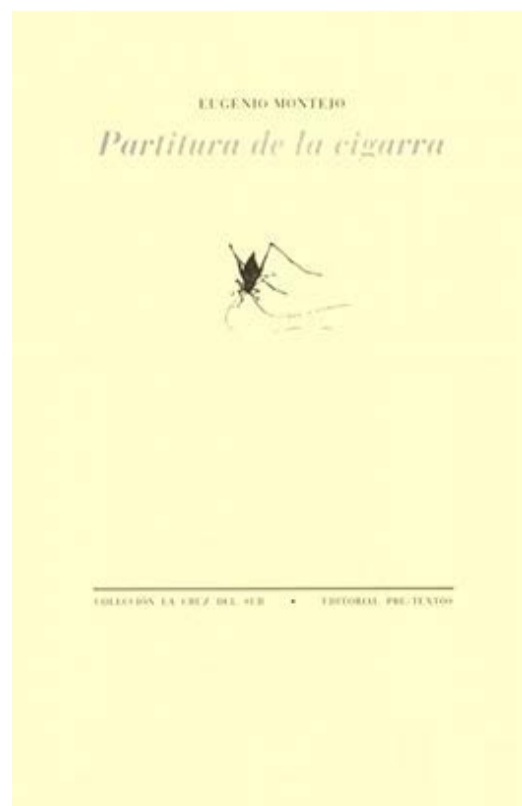 EUGENIO MONTEJO
Partitura de la cigarra
COLECCIÓN LA CRUZ DEL SUR • EDITORIAL PRE-TEXTOS